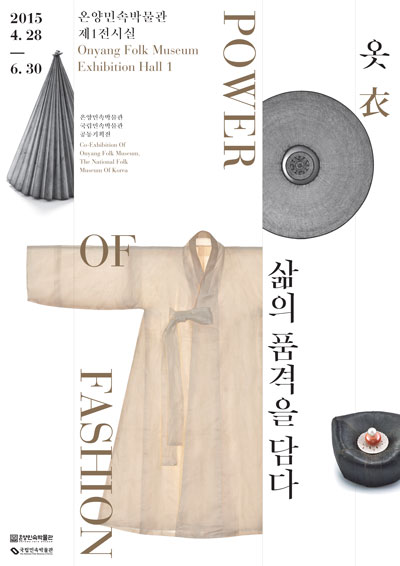 2015
4. 28
—
6. 30
온양민속박물관
제1전시실
Onyang Folk Museum
Exhibition Hall 1
온양민속박물관
국립민속박물관
공동기획전
Co-Exhibition Of
Onyang Folk Museum,
The National Folk
Museum Of Korea
POWER
OF
FASHION
옷
衣
삶의 품격을 담다
온양민속박물관
국립민속박물관